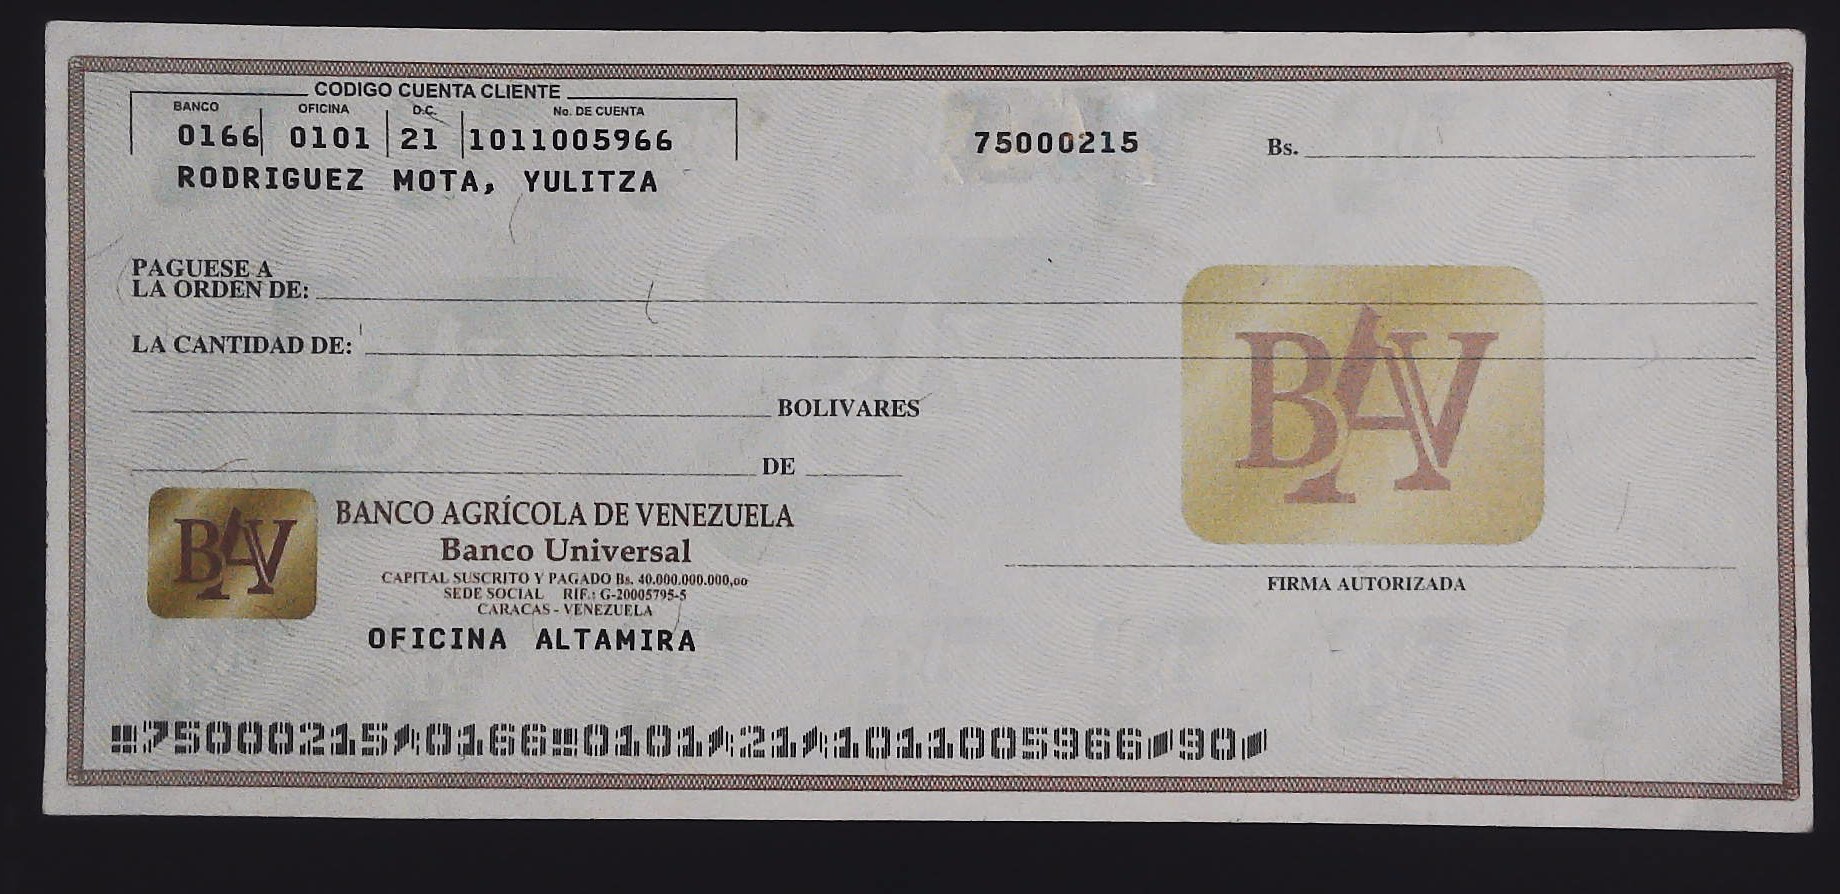 CODIGO CUENTA CLIENTE
BANCO OFICINA D.C. No. DE CUENTA
0166 0101 21 1011005966
75000215 Bs.
RODRIGUEZ MOTA, YULITZA
PAGUESE A
LA ORDEN DE:
LA CANTIDAD DE:
BOLIVARES
DE
BAV
BAV
BANCO AGRÍCOLA DE VENEZUELA
Banco Universal
CAPITAL SUSCRITO Y PAGADO Bs. 40.000.000.000,oo
SEDE SOCIAL RIF.: G-20005795-5
CARACAS - VENEZUELA
OFICINA ALTAMIRA
FIRMA AUTORIZADA
⑈75000215⑆0166⑈0101⑆21⑆1011005966⑇90⑇